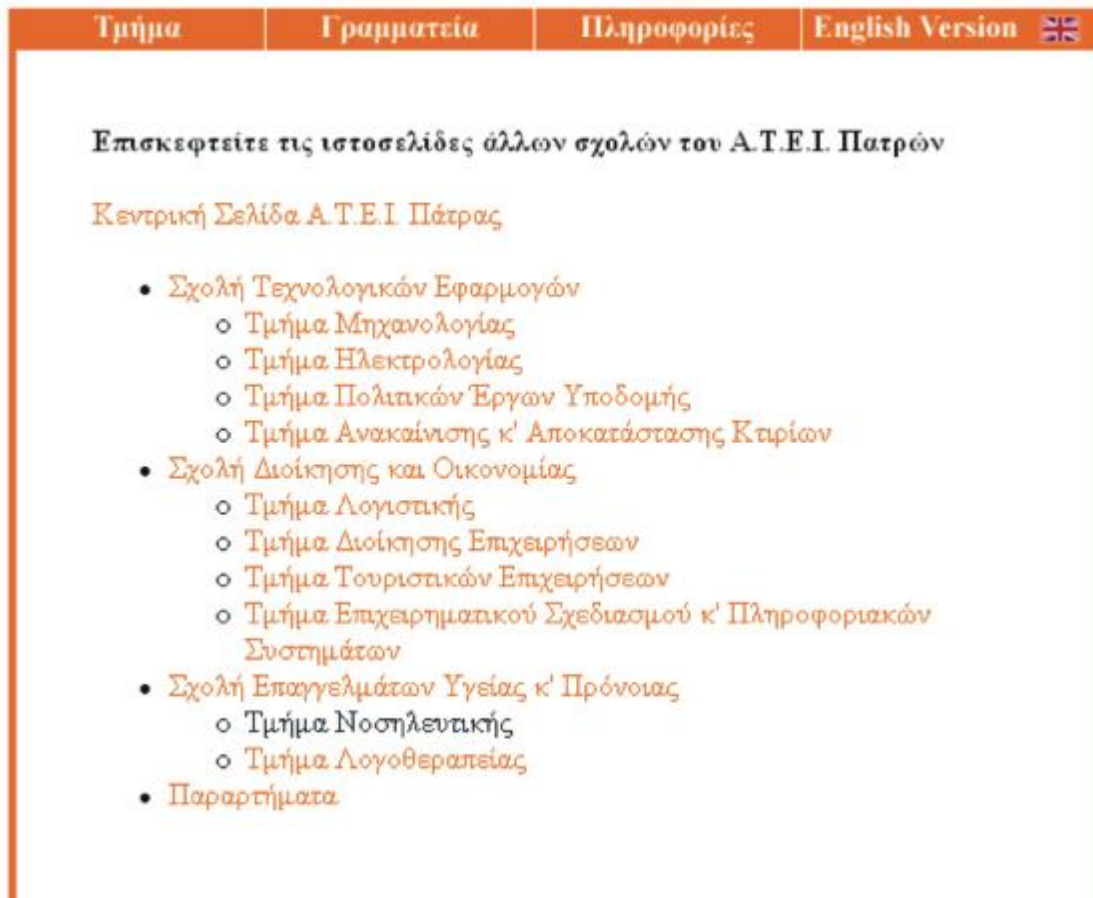 Τμήμα Γραμματεία Πληροφορίες English Version
Επισκεφτείτε τις ιστοσελίδες άλλων σχολών του Α.Τ.Ε.Ι. Πατρών
Κεντρική Σελίδα Α.Τ.Ε.Ι. Πάτρας
Σχολή Τεχνολογικών Εφαρμογών
Τμήμα Μηχανολογίας
Τμήμα Ηλεκτρολογίας
Τμήμα Πολιτικών Έργων Υποδομής
Τμήμα Ανακαίνισης κ' Αποκατάστασης Κτιρίων
Σχολή Διοίκησης και Οικονομίας
Τμήμα Λογιστικής
Τμήμα Διοίκησης Επιχειρήσεων
Τμήμα Τουριστικών Επιχειρήσεων
Τμήμα Επιχειρηματικού Σχεδιασμού κ' Πληροφοριακών
Συστημάτων
Σχολή Επαγγελμάτων Υγείας κ' Πρόνοιας
Τμήμα Νοσηλευτικής
Τμήμα Λογοθεραπείας
Παραρτήματα